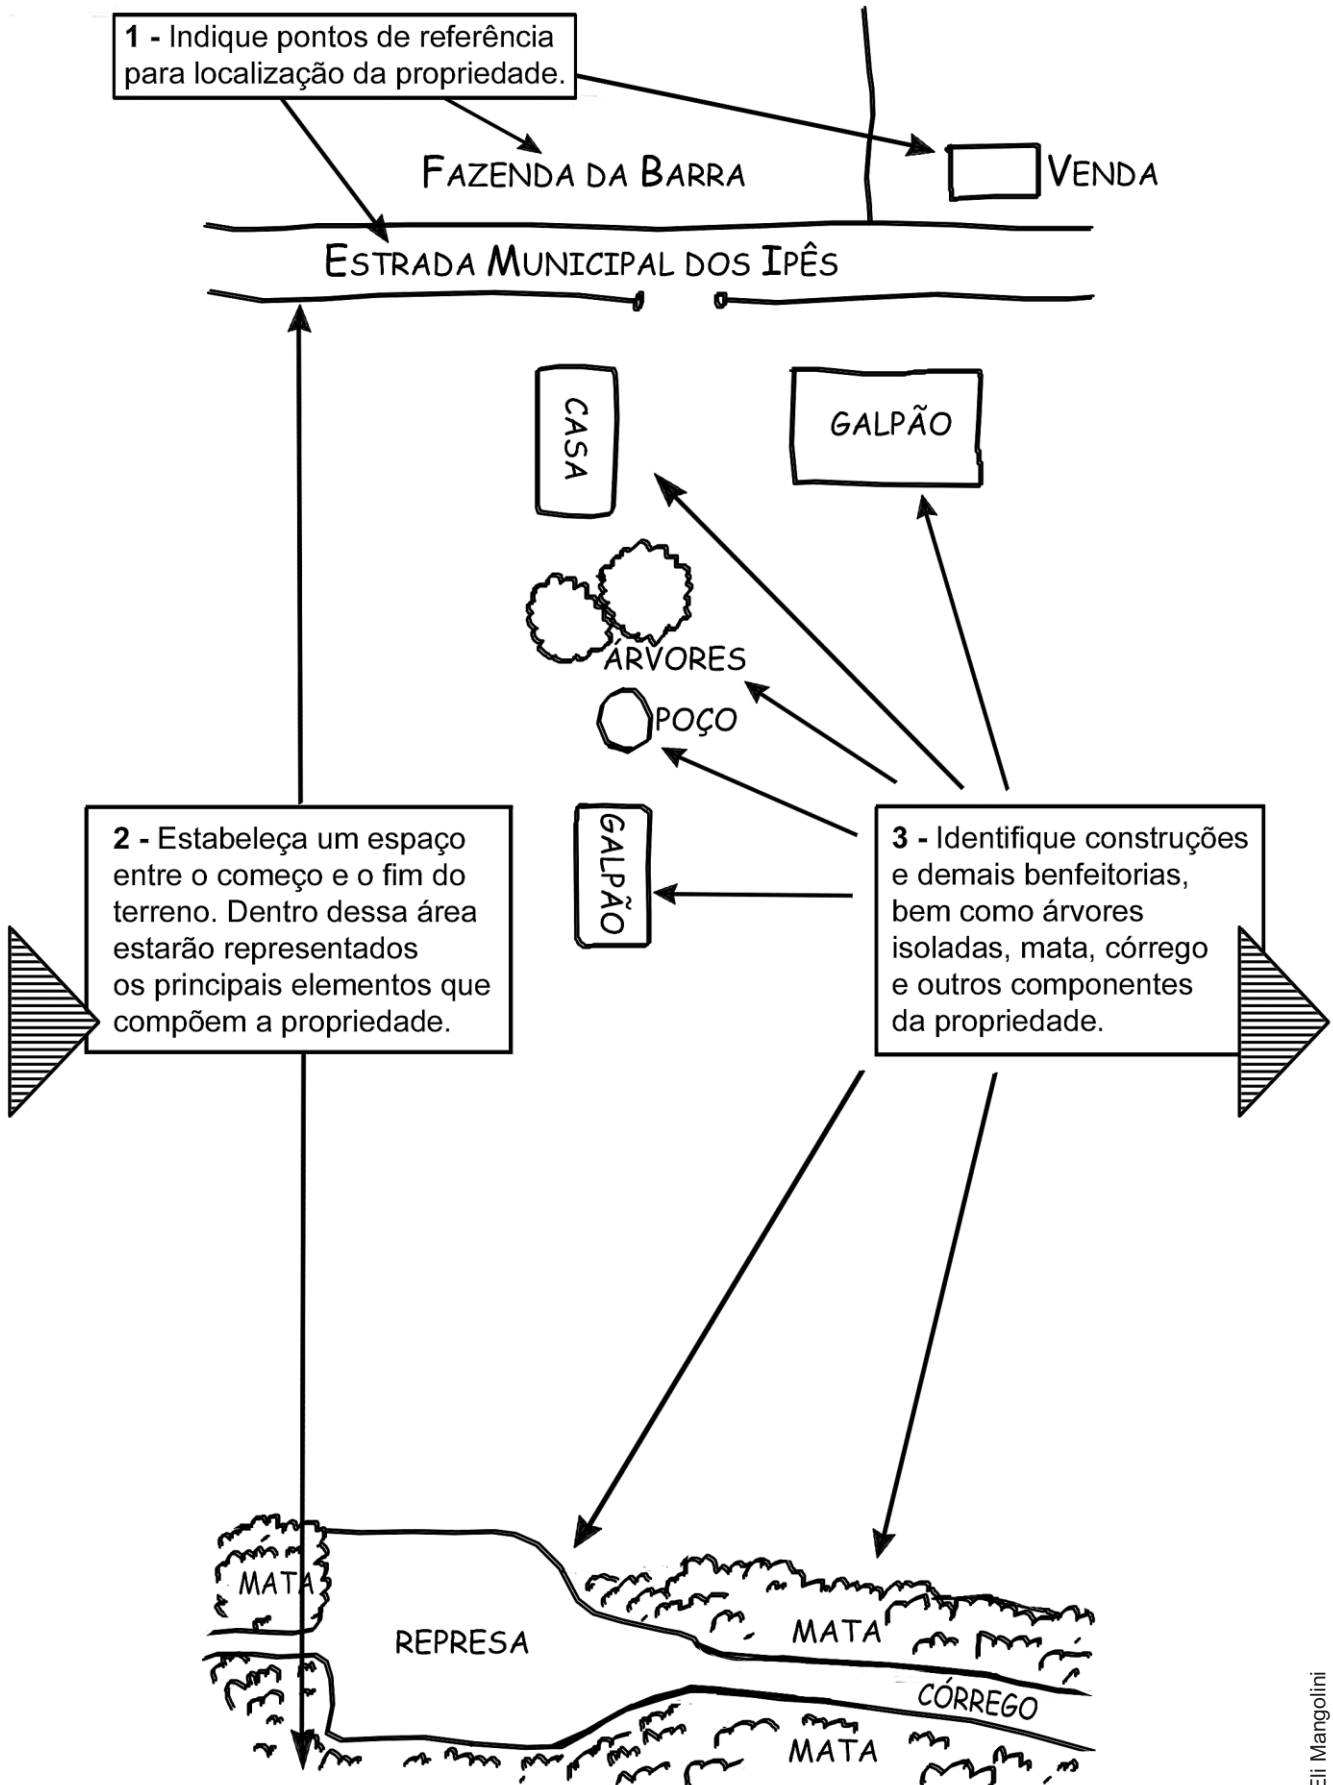 1 - Indique pontos de referência
para localização da propriedade.
FAZENDA DA BARRA
VENDA
ESTRADA MUNICIPAL DOS IPÊS
CASA
GALPÃO
ÁRVORES
POÇO
GALPÃO
2 - Estabeleça um espaço
entre o começo e o fim do
terreno. Dentro dessa área
estarão representados
os principais elementos que
compõem a propriedade.
3 - Identifique construções
e demais benfeitorias,
bem como árvores
isoladas, mata, córrego
e outros componentes
da propriedade.
MATA
REPRESA
MATA
CÓRREGO
MATA
Eli Mangolini